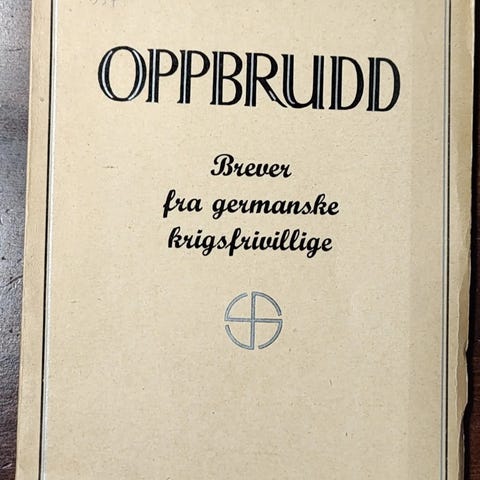 OPPBRUDD
Brever
fra germanske
krigsfrivillige